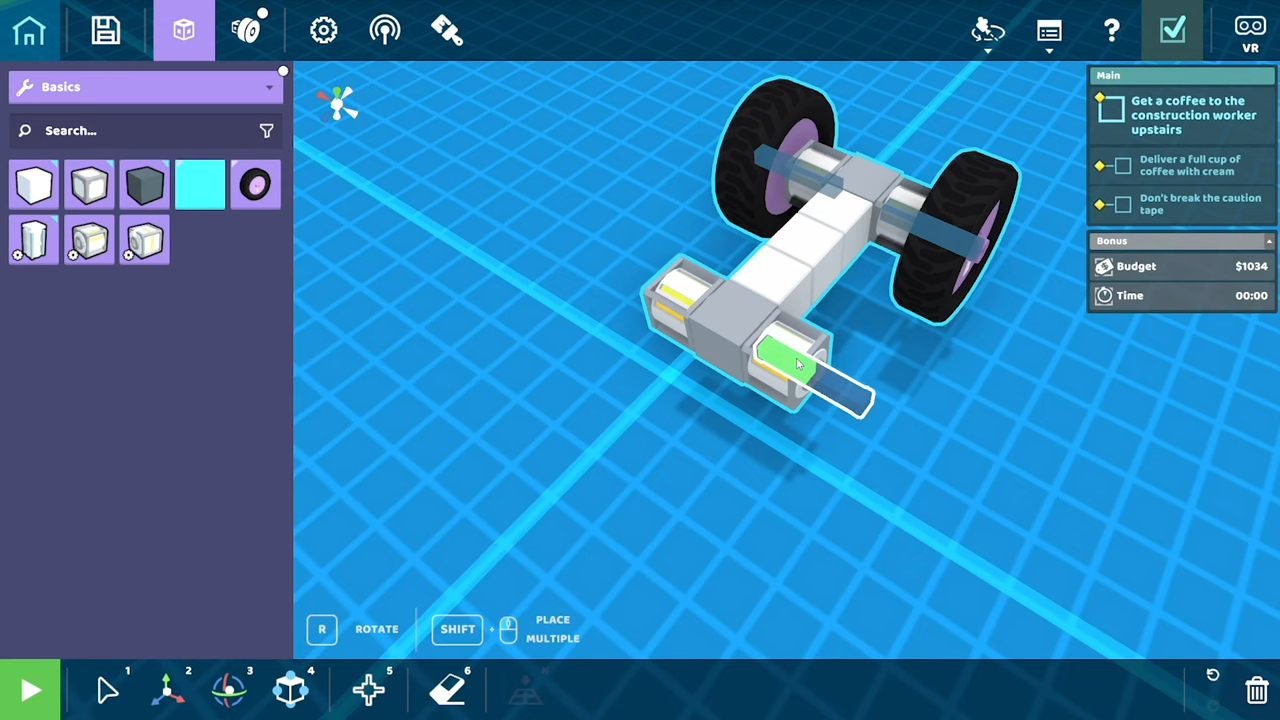 VR
Basics
Search...
Main
Get a coffee to the
construction worker
upstairs
Deliver a full cup of
coffee with cream
Don't break the caution
tape
Bonus
Budget $1034
Time 00:00
R ROTATE SHIFT + PLACE
MULTIPLE
1 2 3 4 5 6